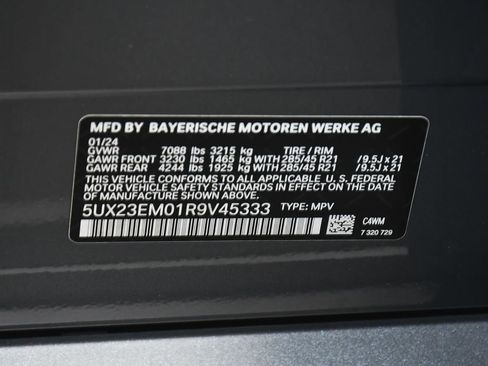 MFD BY BAYERISCHE MOTOREN WERKE AG
01/24
GVWR 7088 lbs 3215 kg TIRE / RIM
GAWR FRONT 3230 lbs 1465 kg WITH 285/45 R21 / 9.5J x 21
GAWR REAR 4244 lbs 1925 kg WITH 285/45 R21 / 9.5J x 21
THIS VEHICLE CONFORMS TO ALL APPLICABLE U.S. FEDERAL
MOTOR VEHICLE SAFETY STANDARDS IN EFFECT ON THE
DATE OF MANUFACTURE SHOWN ABOVE.
5UX23EM01R9V45333 TYPE: MPV
C4WM
7 320 729